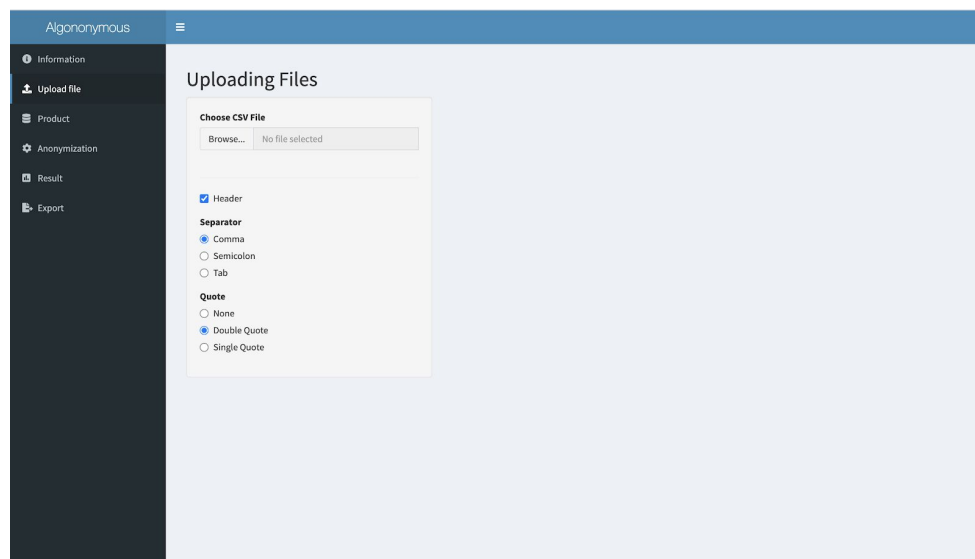 Algononymous
Information
Upload file
Product
Anonymization
Result
Export
Uploading Files
Choose CSV File
Browse... No file selected
Header
Separator
Comma
Semicolon
Tab
Quote
None
Double Quote
Single Quote